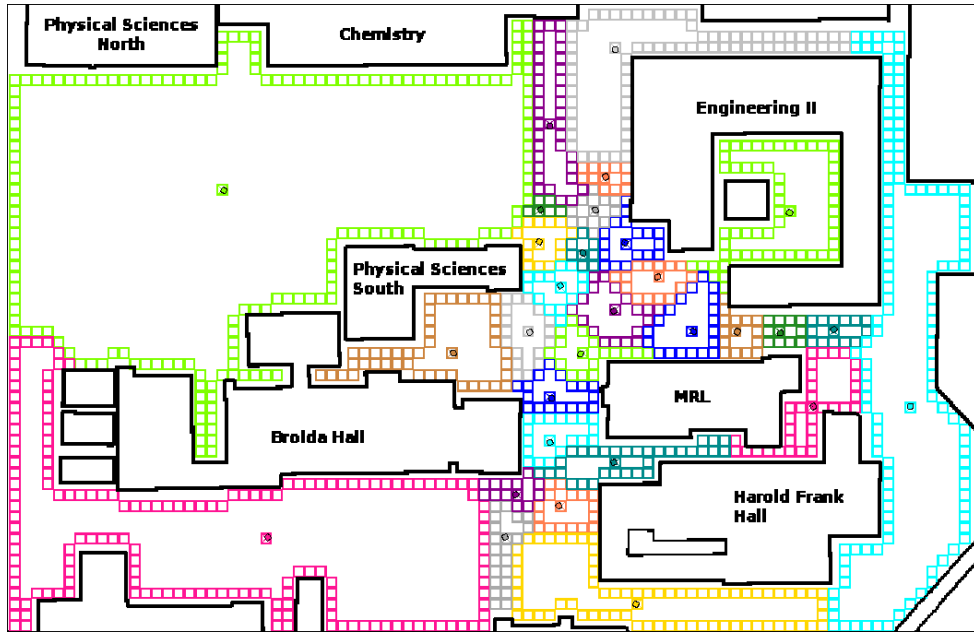 Physical Sciences
North
Chemistry
Engineering II
Physical Sciences
South
MRL
Broida Hall
Harold Frank
Hall